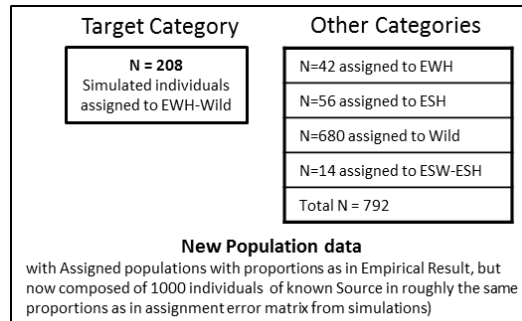 Target Category
N = 208
Simulated individuals
assigned to EWH-Wild
Other Categories
N=42 assigned to EWH
N=56 assigned to ESH
N=680 assigned to Wild
N=14 assigned to ESW-ESH
Total N = 792
New Population data
with Assigned populations with proportions as in Empirical Result, but
now composed of 1000 individuals of known Source in roughly the same
proportions as in assignment error matrix from simulations)